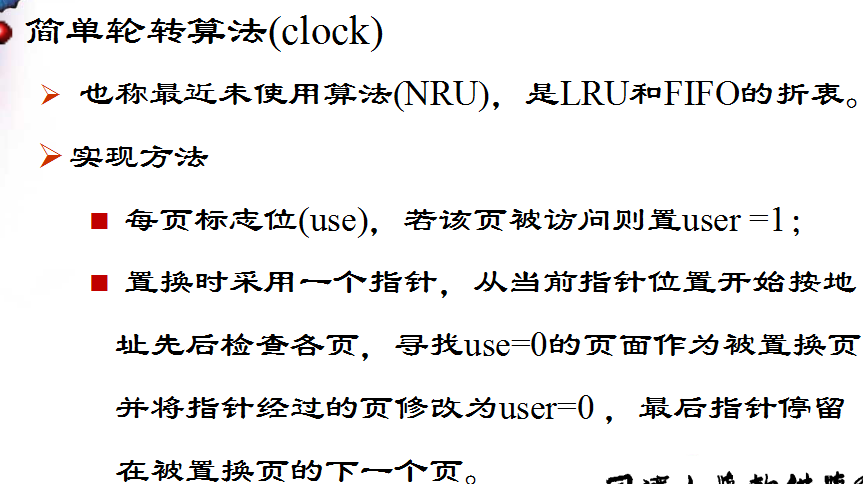 简单轮转算法(clock)
也称最近未使用算法(NRU)，是LRU和FIFO的折衷。
实现方法
每页标志位(use)，若该页被访问则置user =1；
置换时采用一个指针，从当前指针位置开始按地
址先后检查各页，寻找use=0的页面作为被置换页
并将指针经过的页修改为user=0 ，最后指针停留
在被置换页的下一个页。